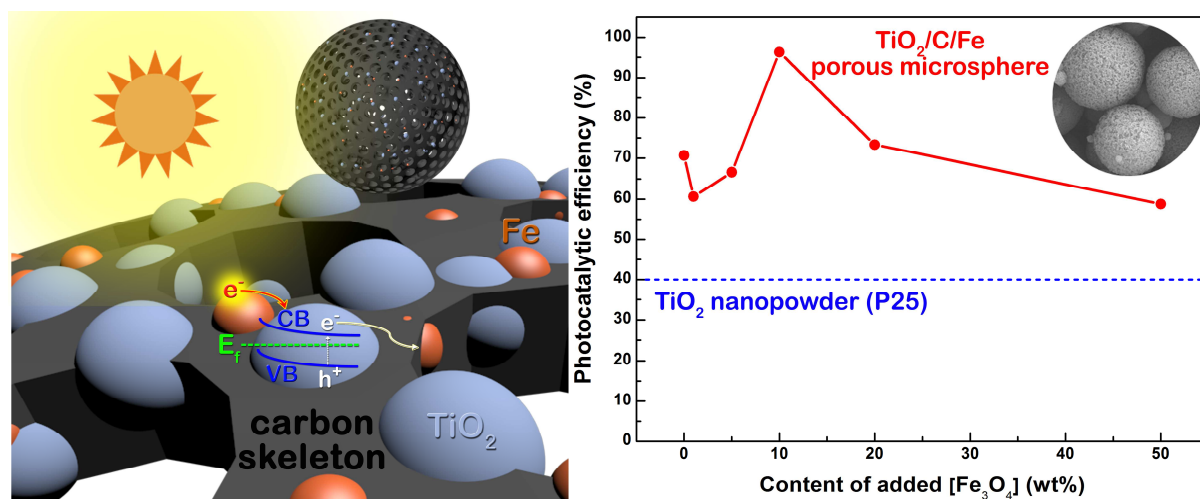 Fe
e⁻
CB
e⁻
E_f
VB
h⁺
carbon
skeleton
TiO₂
Photocatalytic efficiency (%)
100
90
80
70
60
50
40
30
20
10
0
TiO₂/C/Fe
porous microsphere
TiO₂ nanopowder (P25)
0 10 20 30 40 50
Content of added [Fe₃O₄] (wt%)